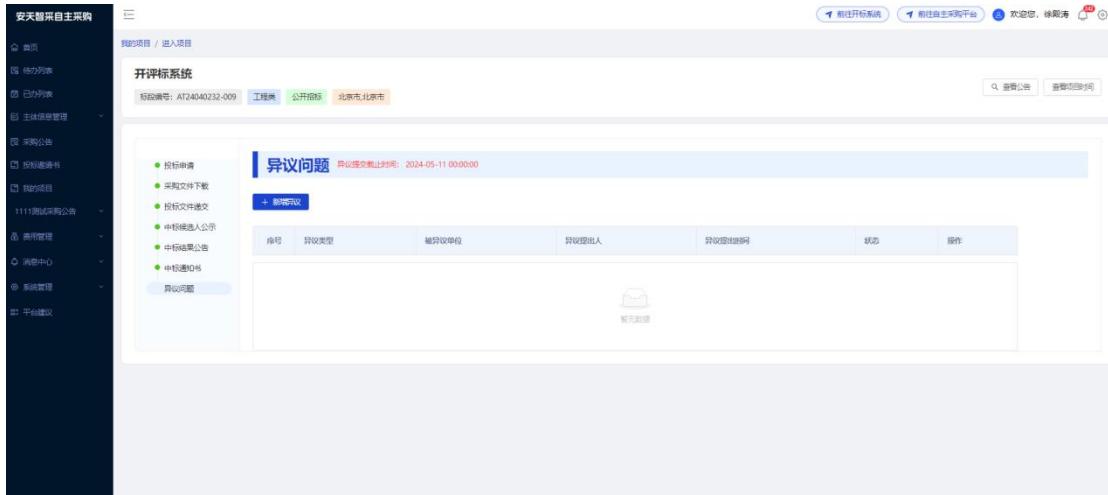 安天智采自主采购
前往开标系统
前往自主采购平台
欢迎您，徐殿涛
首页
我的项目 / 进入项目
待办列表
开评标系统
已办列表
标段编号：AT24040232-009 工程类 公开招标 北京市,北京市
查看公告 查看项目时间
主体信息管理
采购公告
投标邀请书
我的项目
1111测试采购公告
费用管理
消息中心
系统管理
平台建议
投标申请
采购文件下载
投标文件递交
中标候选人公示
中标结果公告
中标通知书
异议问题
异议问题 异议提交截止时间： 2024-05-11 00:00:00
+ 新增异议
序号 异议类型 被异议单位 异议提出人 异议提出时间 状态 操作
暂无数据